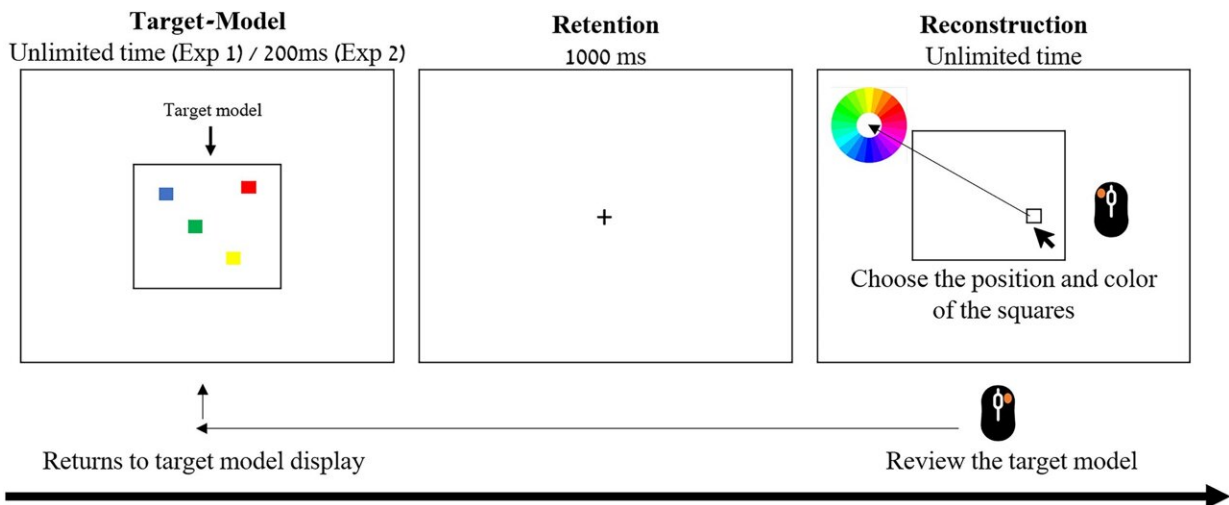 Target-Model
Unlimited time (Exp 1) / 200ms (Exp 2)
Target model
Retention
1000 ms
+
Reconstruction
Unlimited time
Choose the position and color
of the squares
Returns to target model display
Review the target model